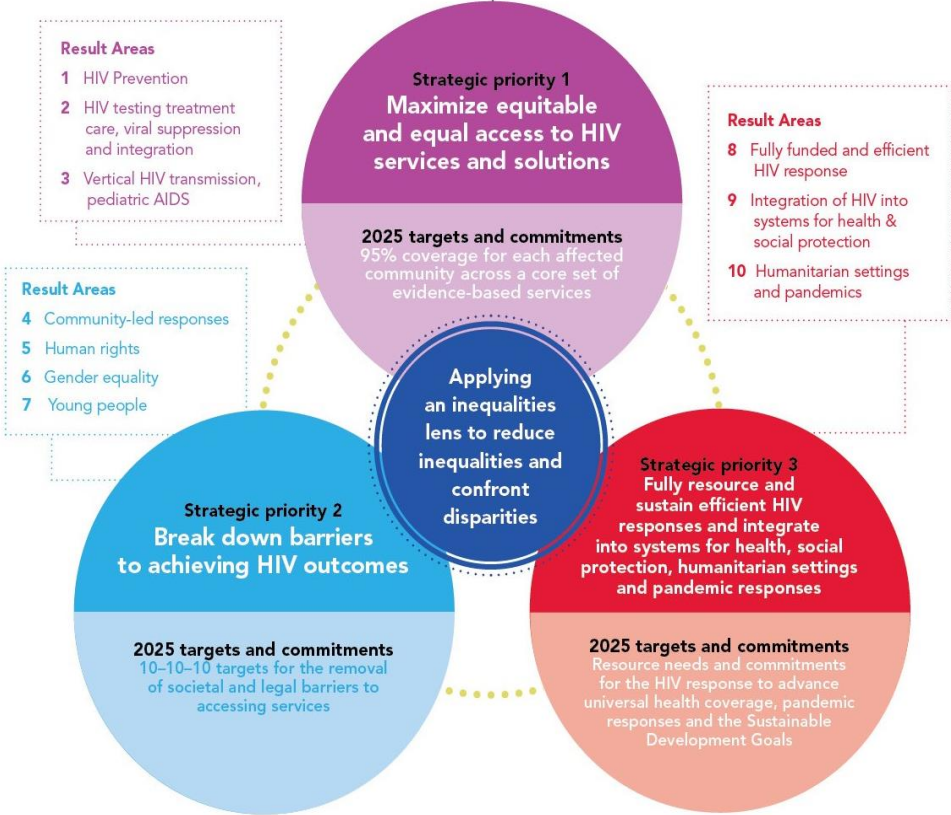 Result Areas
1 HIV Prevention
2 HIV testing treatment
care, viral suppression
and integration
3 Vertical HIV transmission,
pediatric AIDS
Strategic priority 1
Maximize equitable
and equal access to HIV
services and solutions
2025 targets and commitments
95% coverage for each affected
community across a core set of
evidence-based services
Result Areas
8 Fully funded and efficient
HIV response
9 Integration of HIV into
systems for health &
social protection
10 Humanitarian settings
and pandemics
Result Areas
4 Community-led responses
5 Human rights
6 Gender equality
7 Young people
Applying
an inequalities
lens to reduce
inequalities and
confront
disparities
Strategic priority 2
Break down barriers
to achieving HIV outcomes
2025 targets and commitments
10–10–10 targets for the removal
of societal and legal barriers to
accessing services
Strategic priority 3
Fully resource and
sustain efficient HIV
responses and integrate
into systems for health, social
protection, humanitarian settings
and pandemic responses
2025 targets and commitments
Resource needs and commitments
for the HIV response to advance
universal health coverage, pandemic
responses and the Sustainable
Development Goals